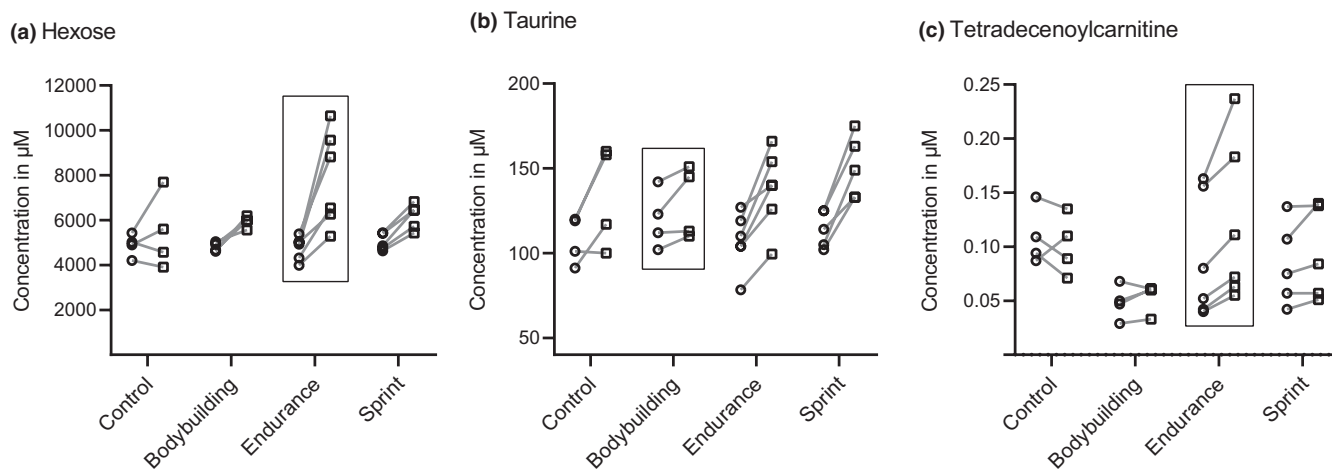 (a) Hexose
Concentration in µM
12000
10000
8000
6000
4000
2000
Control
Bodybuilding
Endurance
Sprint
(b) Taurine
Concentration in µM
200
150
100
50
Control
Bodybuilding
Endurance
Sprint
(c) Tetradecenoylcarnitine
Concentration in µM
0.25
0.20
0.15
0.10
0.05
Control
Bodybuilding
Endurance
Sprint